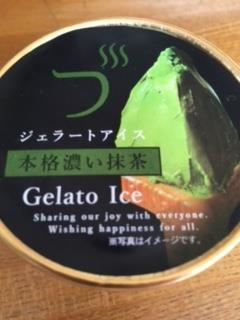 づ
ジェラートアイス
本格濃い抹茶
Gelato Ice
Sharing our joy with everyone.
Wishing happiness for all.
※写真はイメージです。